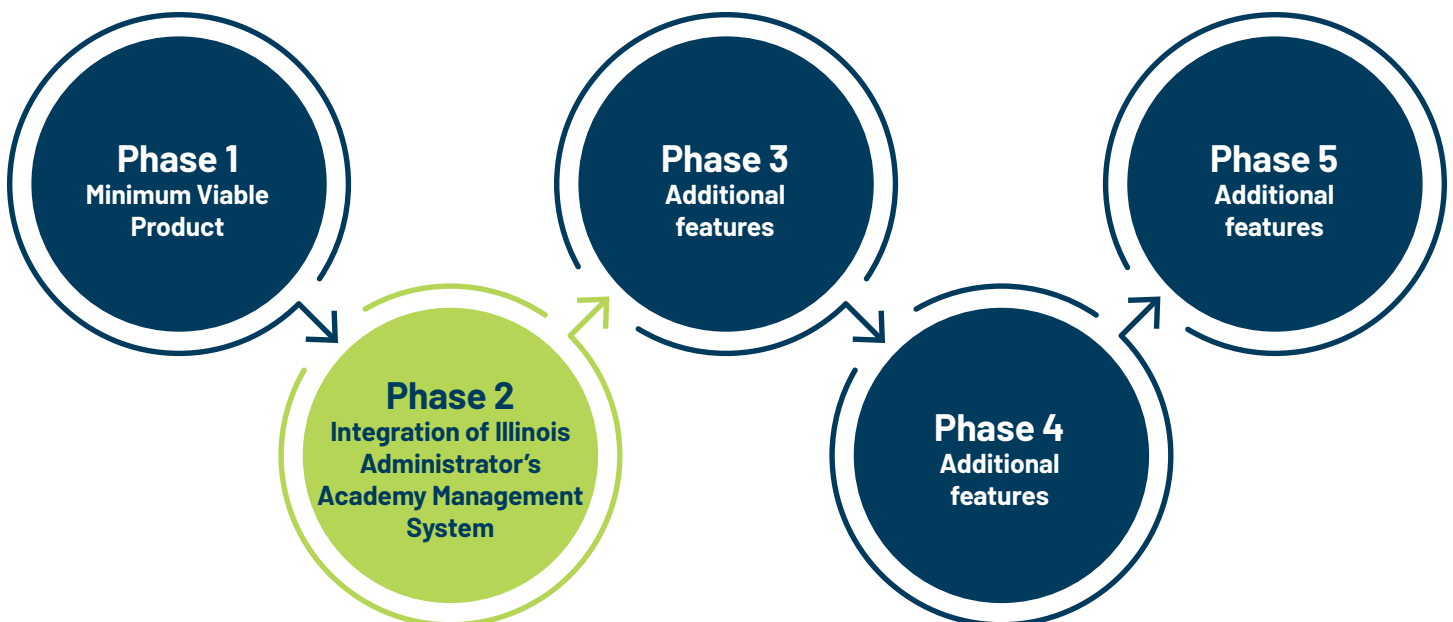 Phase 1
Minimum Viable
Product
Phase 2
Integration of Illinois
Administrator’s
Academy Management
System
Phase 3
Additional
features
Phase 4
Additional
features
Phase 5
Additional
features